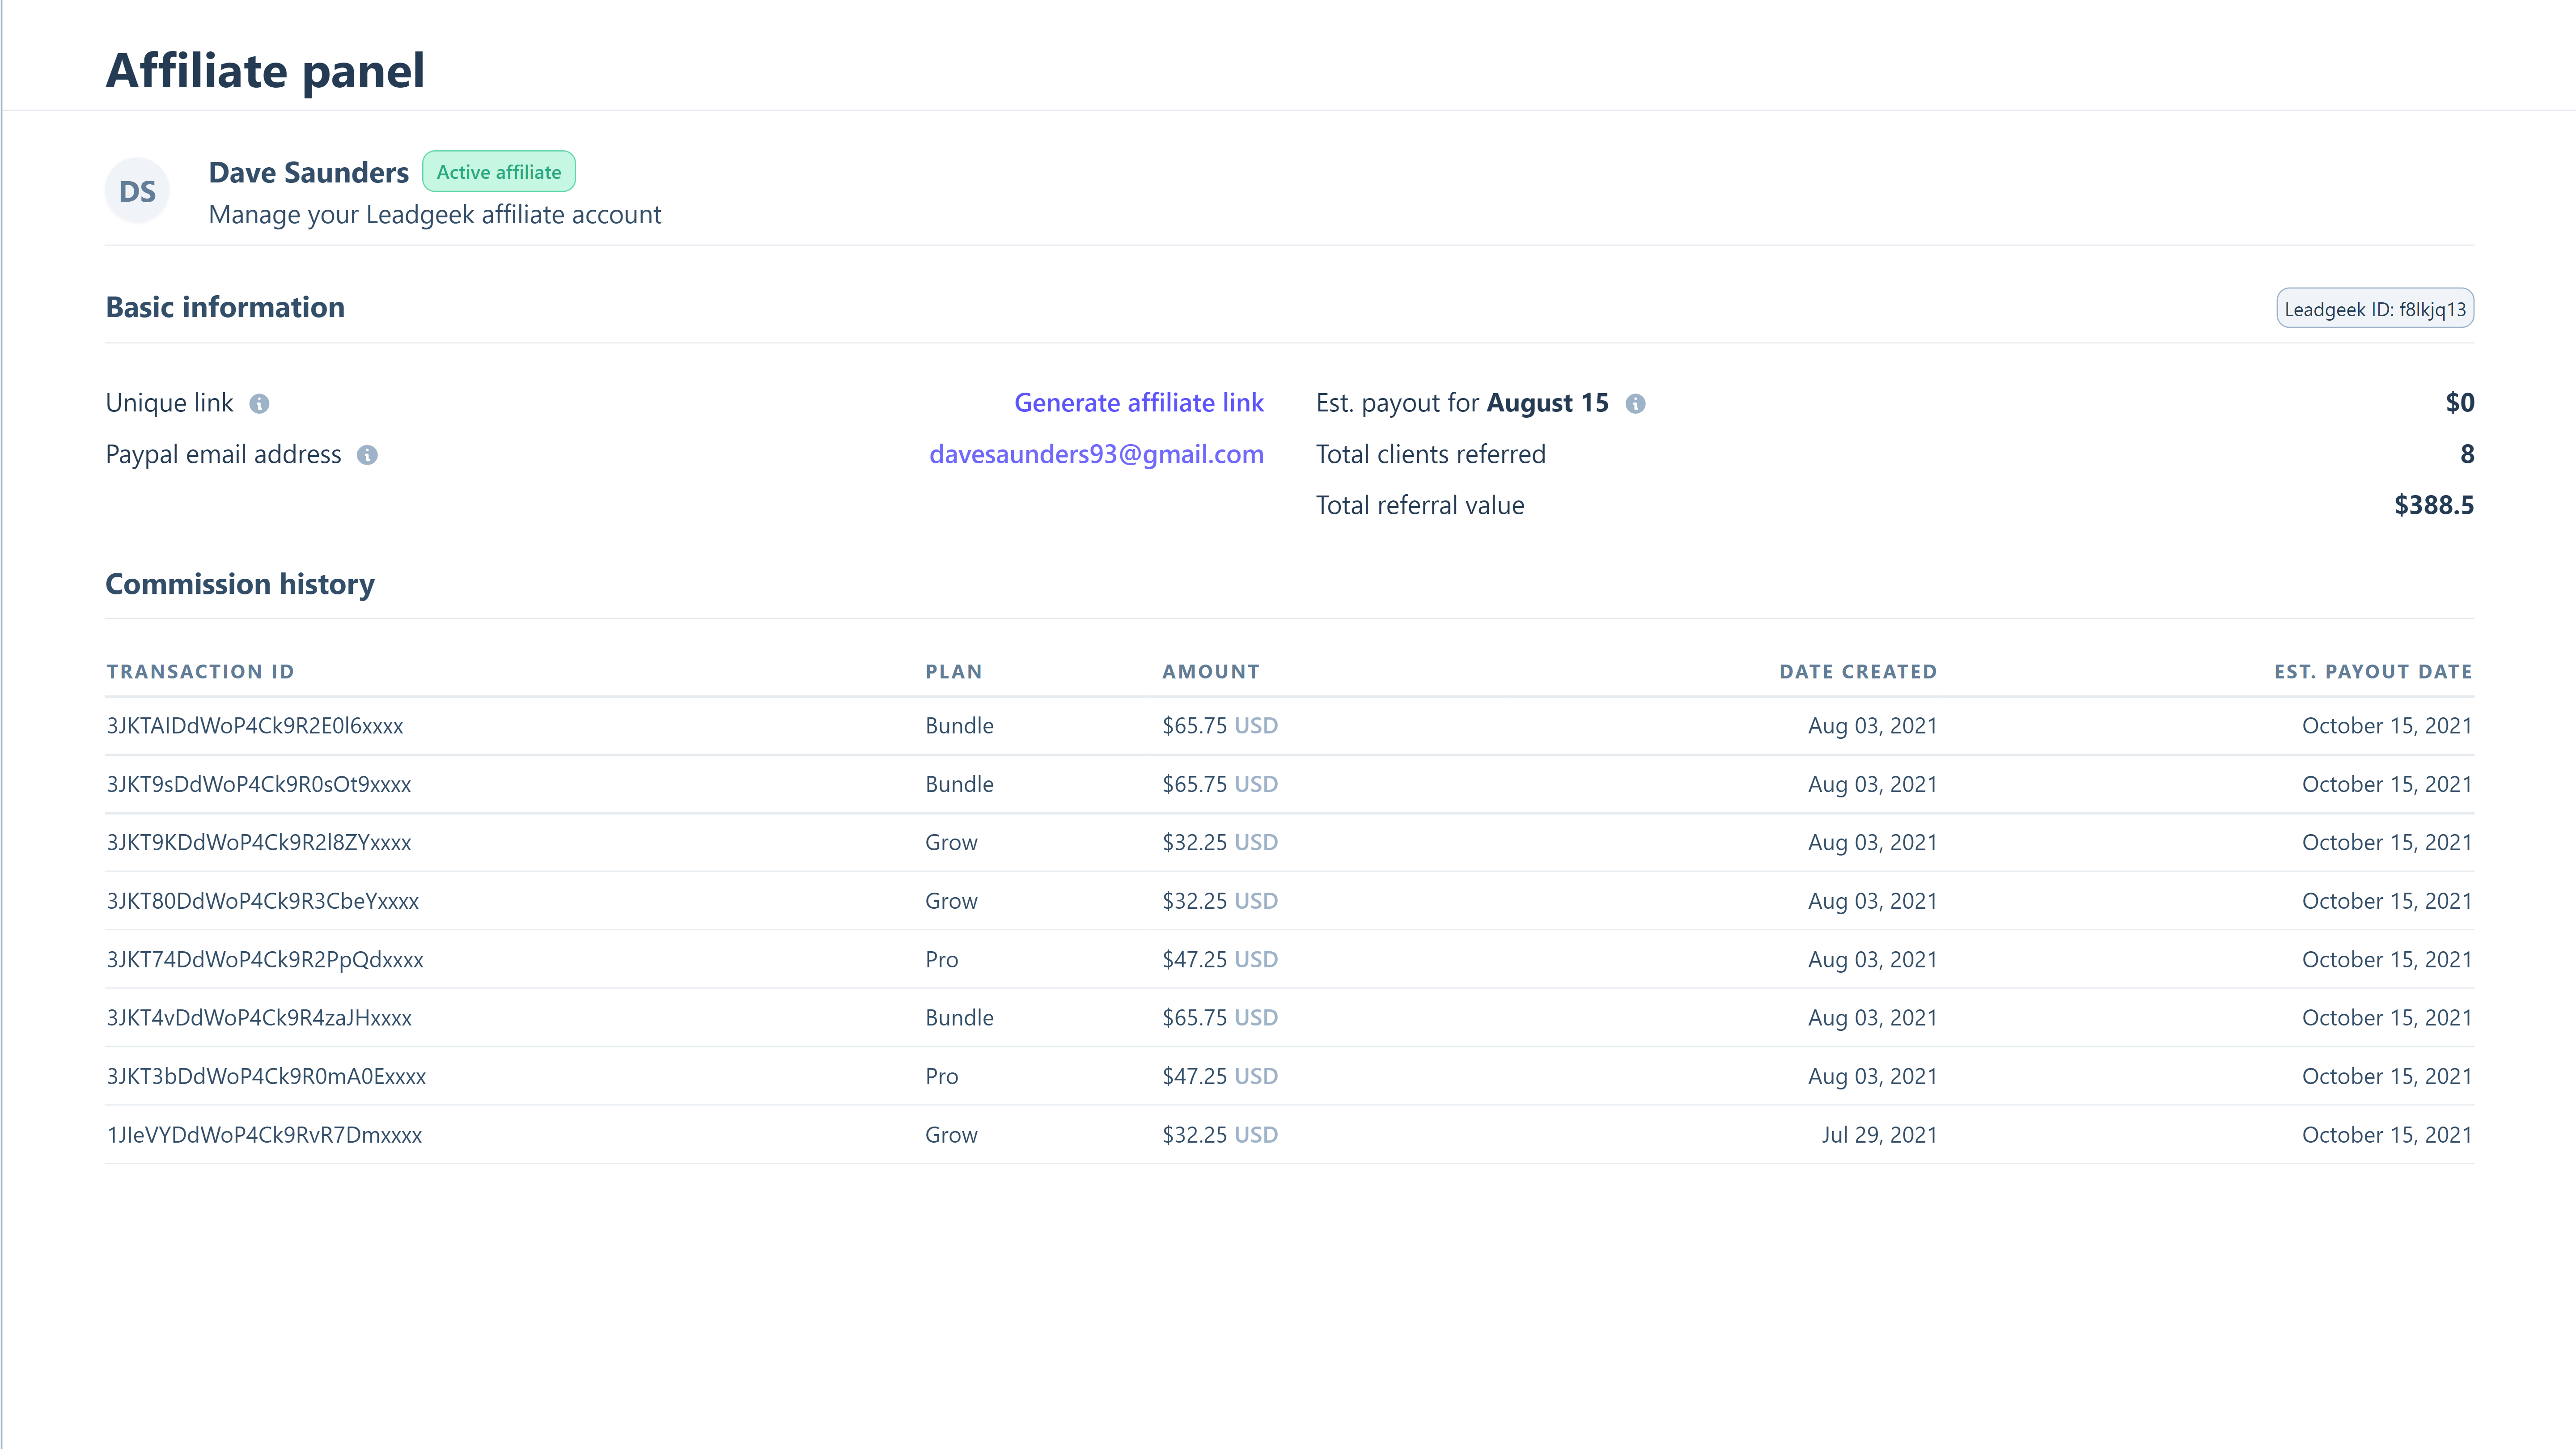 Affiliate panel
DS
Dave Saunders Active affiliate
Manage your Leadgeek affiliate account
Basic information
Leadgeek ID: f8lkjq13
Unique link Generate affiliate link
Paypal email address davesaunders93@gmail.com
Est. payout for August 15 $0
Total clients referred 8
Total referral value $388.5
Commission history
TRANSACTION ID PLAN AMOUNT DATE CREATED EST. PAYOUT DATE
3JKTAIDdWoP4Ck9R2E0l6xxxx Bundle $65.75 USD Aug 03, 2021 October 15, 2021
3JKT9sDdWoP4Ck9R0sOt9xxxx Bundle $65.75 USD Aug 03, 2021 October 15, 2021
3JKT9KDdWoP4Ck9R2l8ZYxxxx Grow $32.25 USD Aug 03, 2021 October 15, 2021
3JKT80DdWoP4Ck9R3CbeYxxxx Grow $32.25 USD Aug 03, 2021 October 15, 2021
3JKT74DdWoP4Ck9R2PpQdxxxx Pro $47.25 USD Aug 03, 2021 October 15, 2021
3JKT4vDdWoP4Ck9R4zaJHxxxx Bundle $65.75 USD Aug 03, 2021 October 15, 2021
3JKT3bDdWoP4Ck9R0mA0Exxxx Pro $47.25 USD Aug 03, 2021 October 15, 2021
1JIeVYDdWoP4Ck9RvR7Dmxxxx Grow $32.25 USD Jul 29, 2021 October 15, 2021